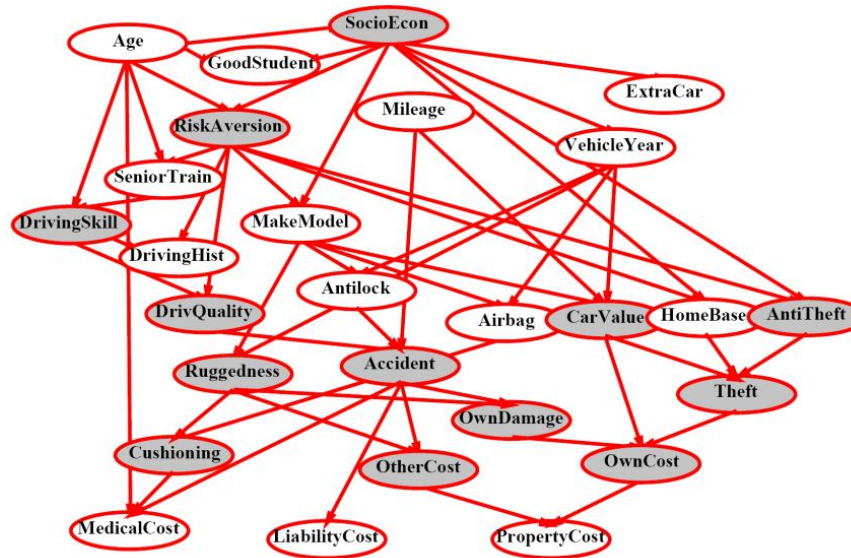 SocioEcon
Age
GoodStudent
ExtraCar
Mileage
RiskAversion
VehicleYear
SeniorTrain
DrivingSkill
MakeModel
DrivingHist
Antilock
DrivQuality
Airbag
CarValue
HomeBase
AntiTheft
Ruggedness
Accident
Theft
OwnDamage
Cushioning
OtherCost
OwnCost
MedicalCost
LiabilityCost
PropertyCost